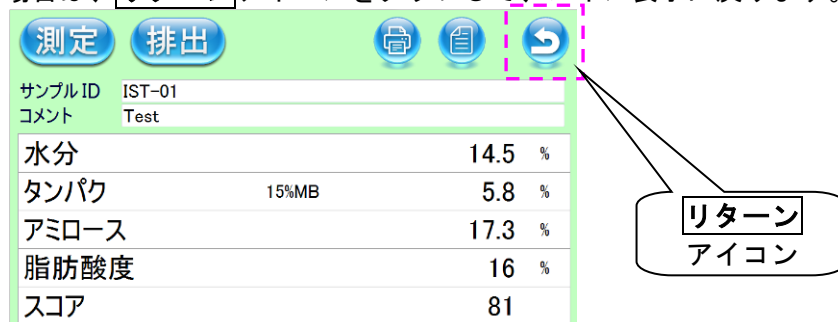 測定 排出
サンプル ID IST-01
コメント Test
水分 14.5 %
タンパク 15%MB 5.8 %
アミロース 17.3 %
脂肪酸度 16 %
スコア 81
リターン
アイコン